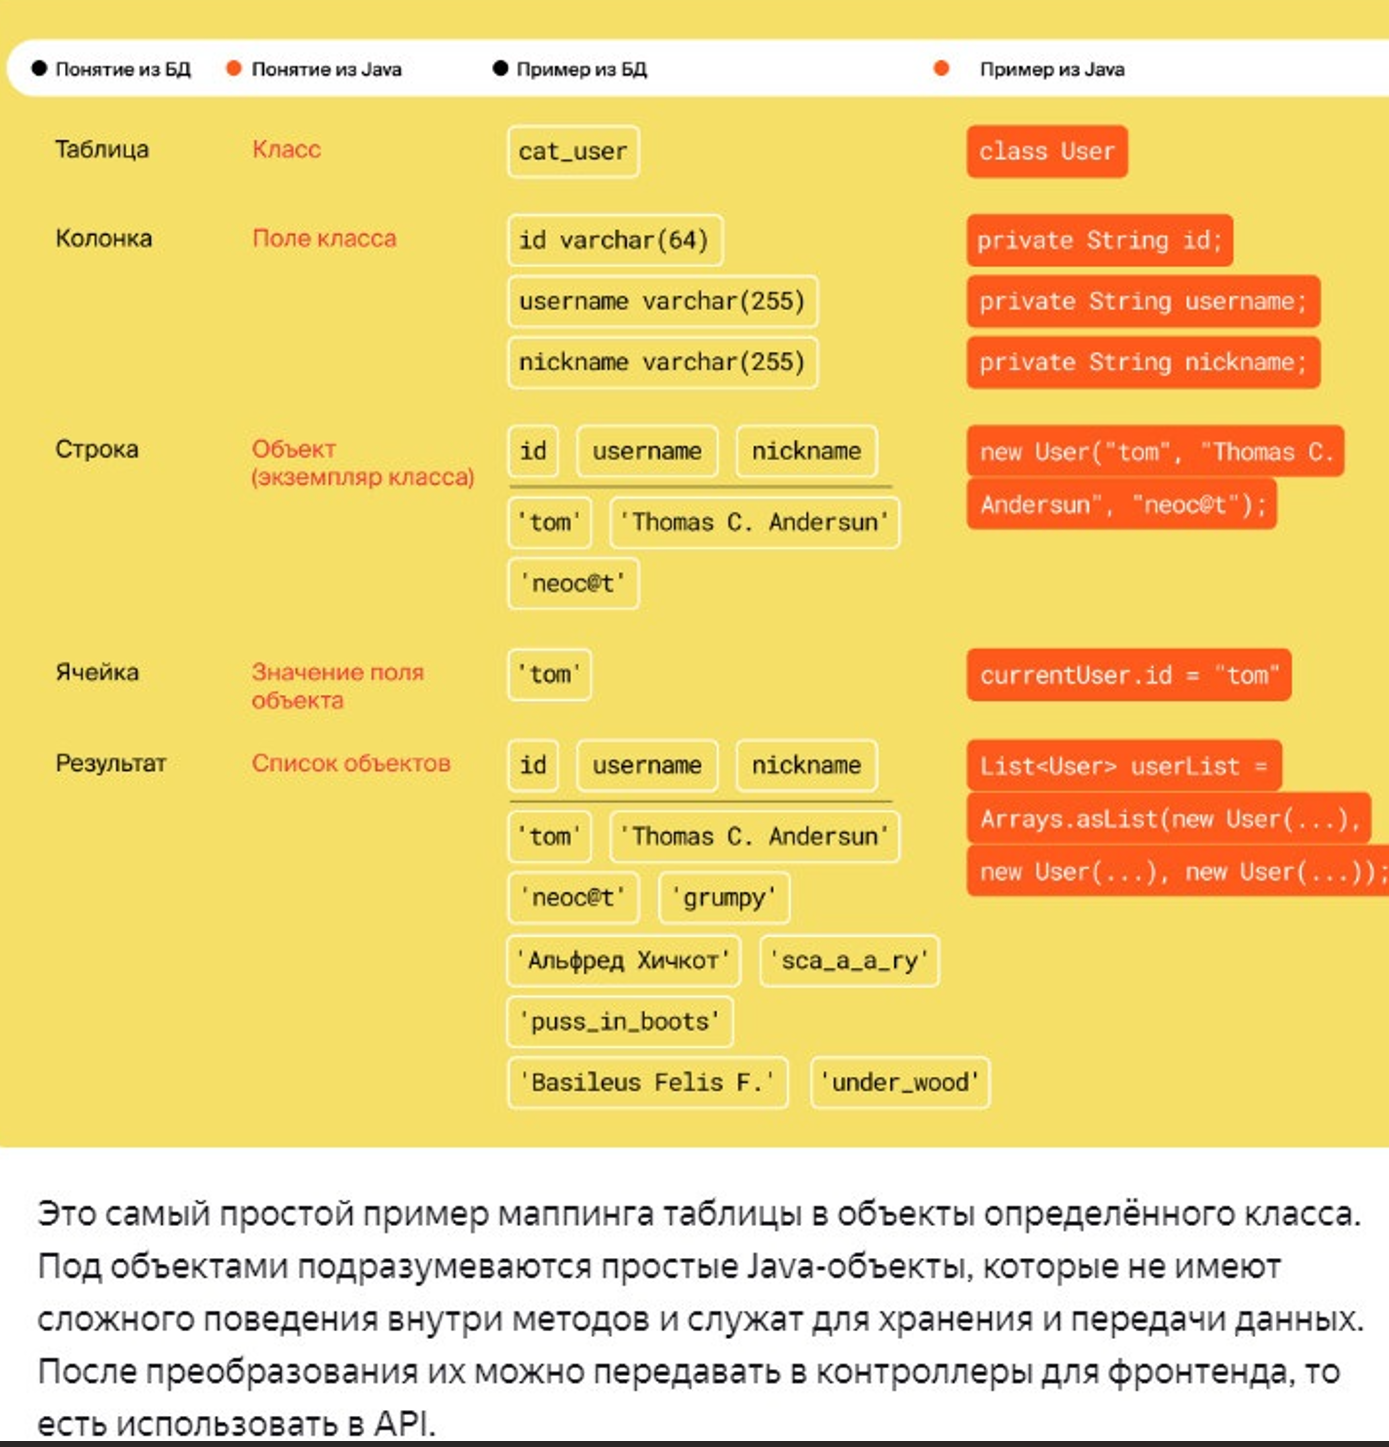 Понятие из БД Понятие из Java Пример из БД Пример из Java
Таблица Класс cat_user class User
Колонка Поле класса id varchar(64) private String id;
username varchar(255) private String username;
nickname varchar(255) private String nickname;
Строка Объект id username nickname new User("tom", "Thomas C.
(экземпляр класса) Andersun", "neoc@t");
'tom' 'Thomas C. Andersun'
'neoc@t'
Ячейка Значение поля 'tom' currentUser.id = "tom"
объекта
Результат Список объектов id username nickname List<User> userList =
'tom' 'Thomas C. Andersun' Arrays.asList(new User(...),
'neoc@t' 'grumpy' new User(...), new User(...));
'Альфред Хичкот' 'sca_a_a_ry'
'puss_in_boots'
'Basileus Felis F.' 'under_wood'
Это самый простой пример маппинга таблицы в объекты определённого класса.
Под объектами подразумеваются простые Java-объекты, которые не имеют
сложного поведения внутри методов и служат для хранения и передачи данных.
После преобразования их можно передавать в контроллеры для фронтенда, то
есть использовать в API.